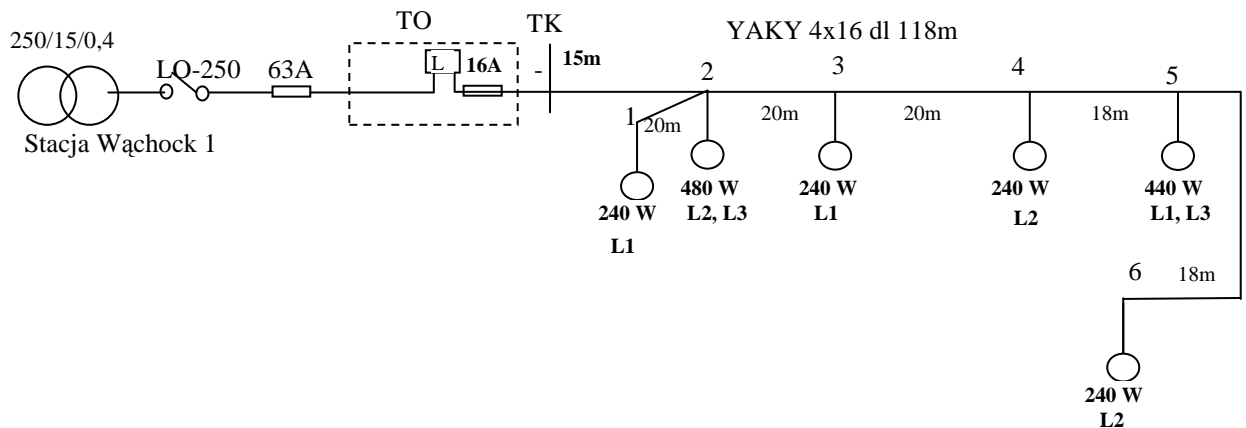 TO
TK
YAKY 4x16 dl 118m
250/15/0,4
LO-250
63A
L
16A
-
15m
2
3
4
5
1
20m
20m
20m
18m
Stacja Wąchock 1
480 W
240 W
240 W
440 W
L2, L3
L1
L2
L1, L3
240 W
L1
6
18m
240 W
L2